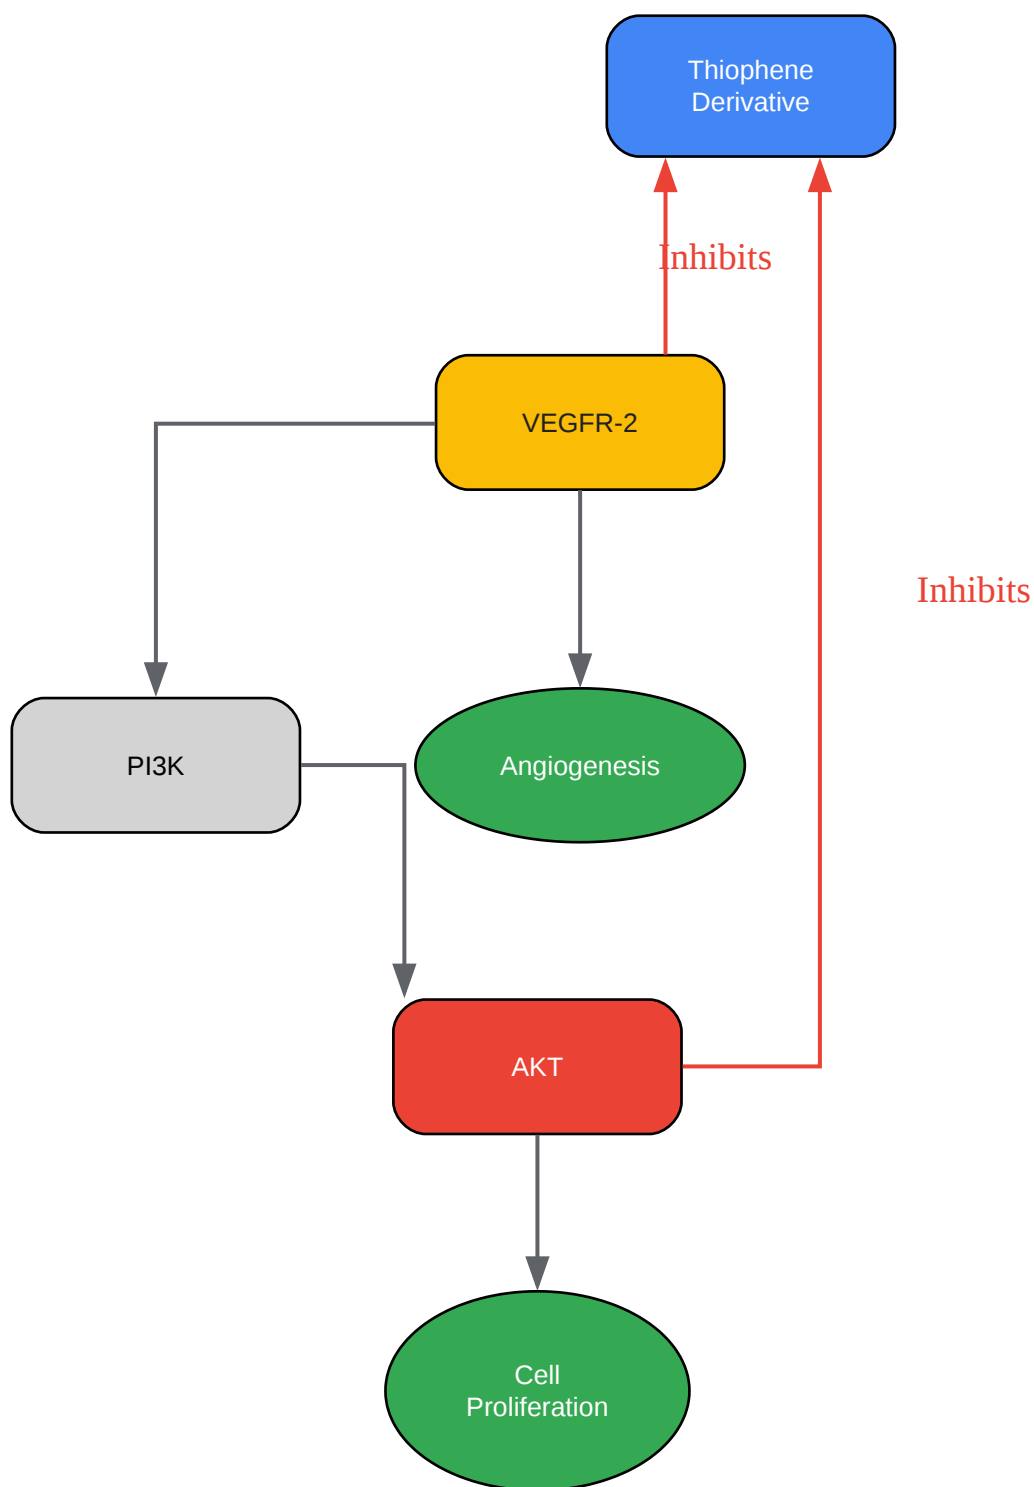 Thiophene
Derivative
Inhibits
VEGFR-2
Inhibits
PI3K
Angiogenesis
AKT
Cell
Proliferation